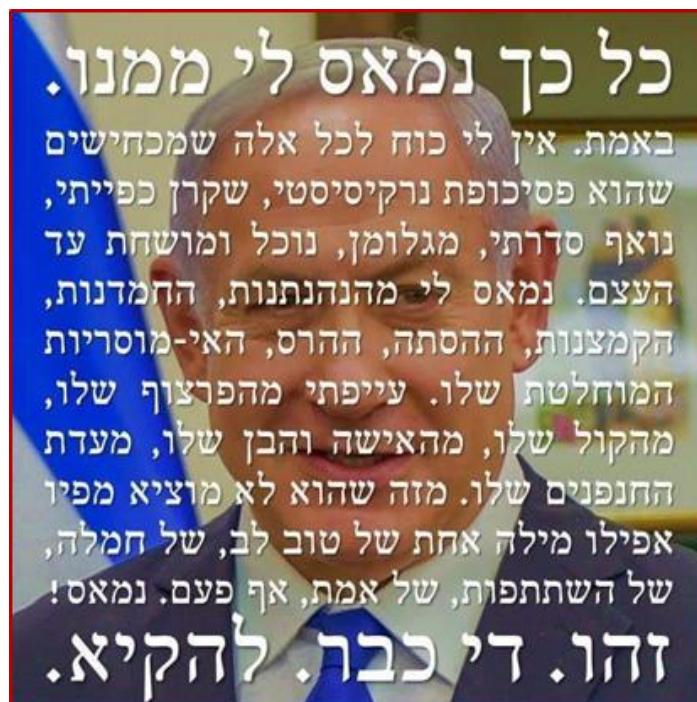 כל כך נמאס לי ממנו.
באמת. אין לי כוח לכל אלה שמכחישים
שהוא פסיכופת נרקיסיסטי, שקרן כפייתי,
נואף סדרתי, מגלומן, נוכל ומושחת עד
העצם. נמאס לי מהנהנתנות, החמדנות,
הקמצנות, ההסתה, ההרס, האי-מוסריות
המוחלטת שלו. עייפתי מהפרצוף שלו,
מהקול שלו, מהאישה והבן שלו, מעדת
החנפנים שלו. מזה שהוא לא מוציא מפיו
אפילו מילה אחת של טוב לב, של חמלה,
של השתתפות, של אמת, אף פעם. נמאס!
זהו. די כבר. להקיא.